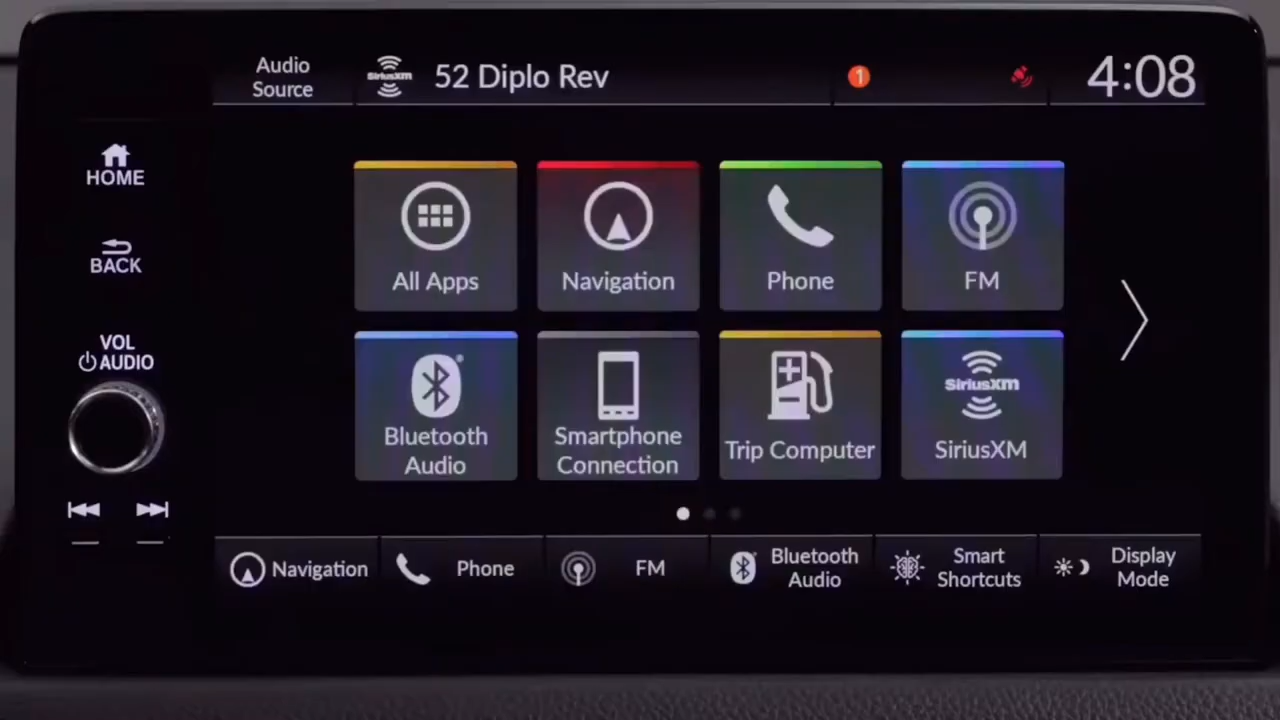 Audio
Source
SiriusXM
52 Diplo Rev
1
4:08
HOME
BACK
VOL
AUDIO
All Apps
Navigation
Phone
FM
Bluetooth
Audio
Smartphone
Connection
Trip Computer
SiriusXM
SiriusXM
Navigation
Phone
FM
Bluetooth
Audio
Smart
Shortcuts
Display
Mode